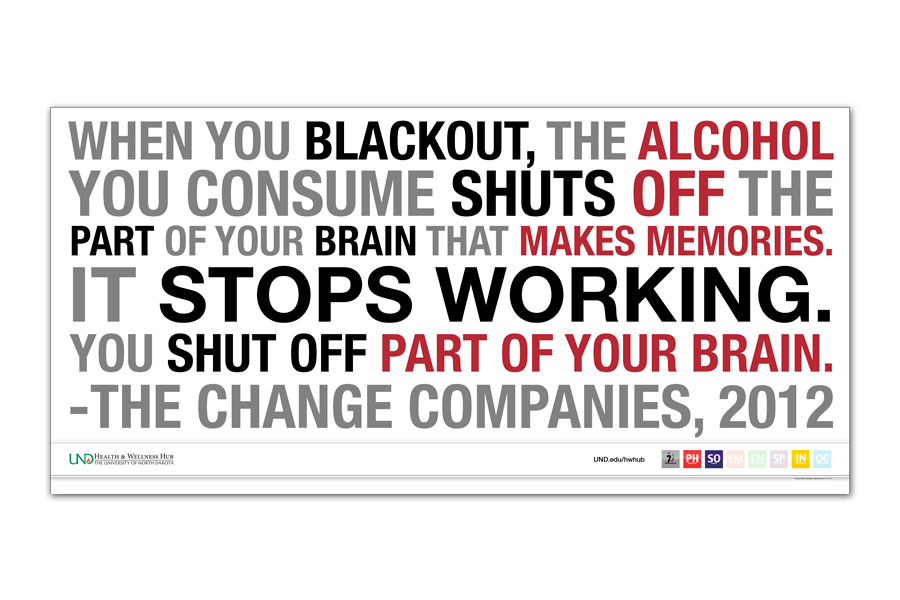 WHEN YOU BLACKOUT, THE ALCOHOL
YOU CONSUME SHUTS OFF THE
PART OF YOUR BRAIN THAT MAKES MEMORIES.
IT STOPS WORKING.
YOU SHUT OFF PART OF YOUR BRAIN.
-THE CHANGE COMPANIES, 2012
UND HEALTH & WELLNESS HUB
THE UNIVERSITY OF NORTH DAKOTA
UND.edu/hwhub
7 PH SO EM EN SP IN OC